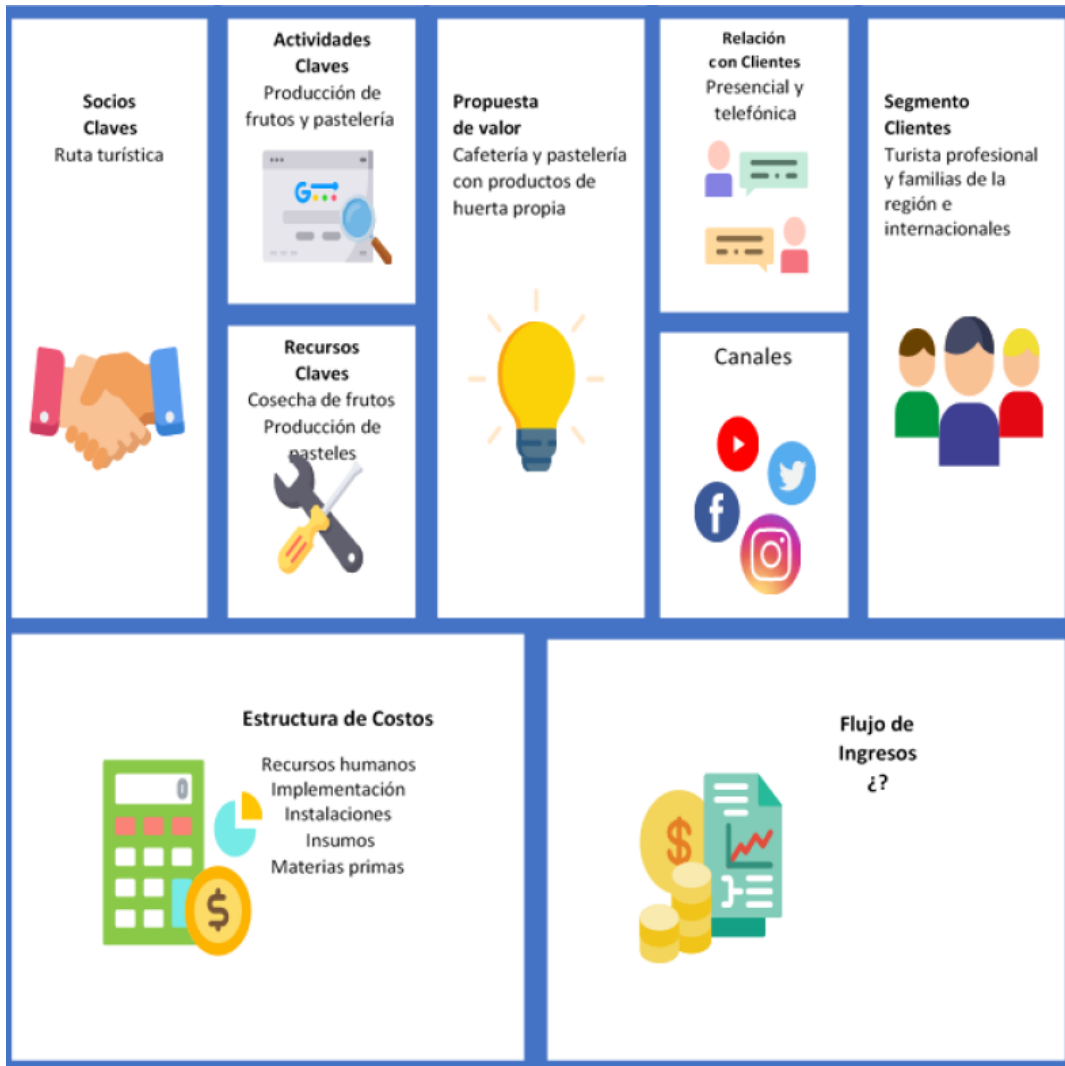 Socios
Claves
Ruta turística
Actividades
Claves
Producción de
frutos y pastelería
G
Recursos
Claves
Cosecha de frutos
Producción de
pasteles
Propuesta
de valor
Cafetería y pastelería
con productos de
huerta propia
Relación
con Clientes
Presencial y
telefónica
Canales
f
Segmento
Clientes
Turista profesional
y familias de la
región e
internacionales
Estructura de Costos
Recursos humanos
Implementación
Instalaciones
Insumos
Materias primas
0
$
Flujo de
Ingresos
¿?
$